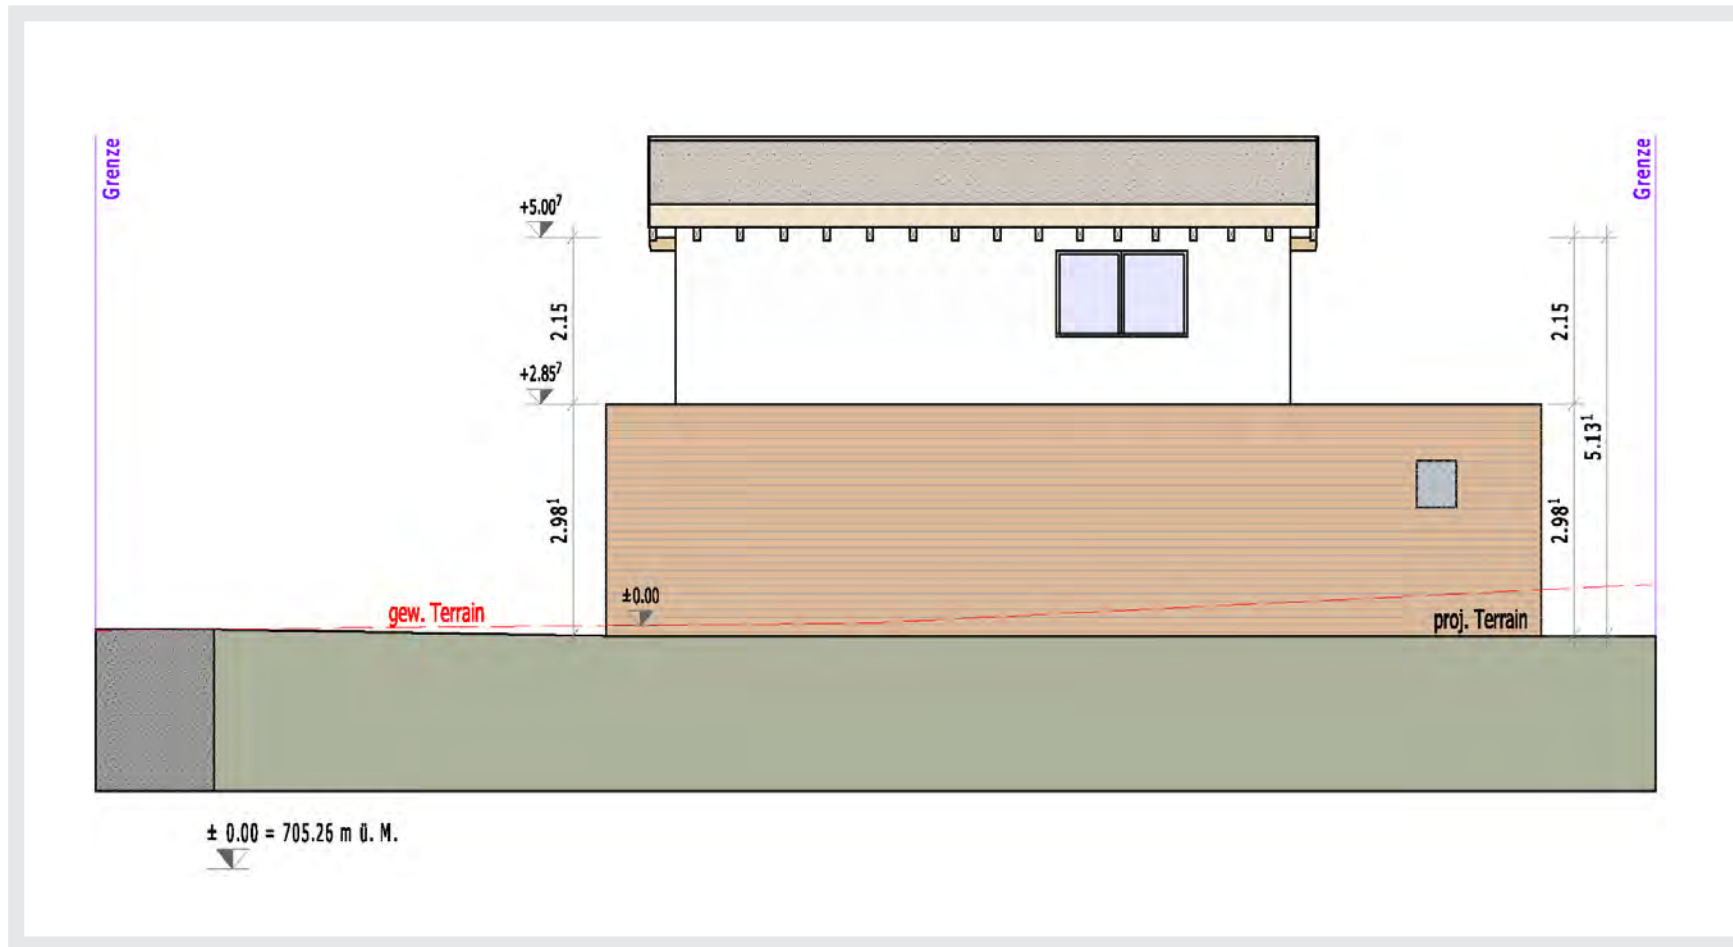 Grenze
Grenze
+5.00⁷
2.15
2.15
+2.85⁷
5.13¹
2.98¹
2.98¹
±0.00
gew. Terrain
proj. Terrain
± 0.00 = 705.26 m ü. M.